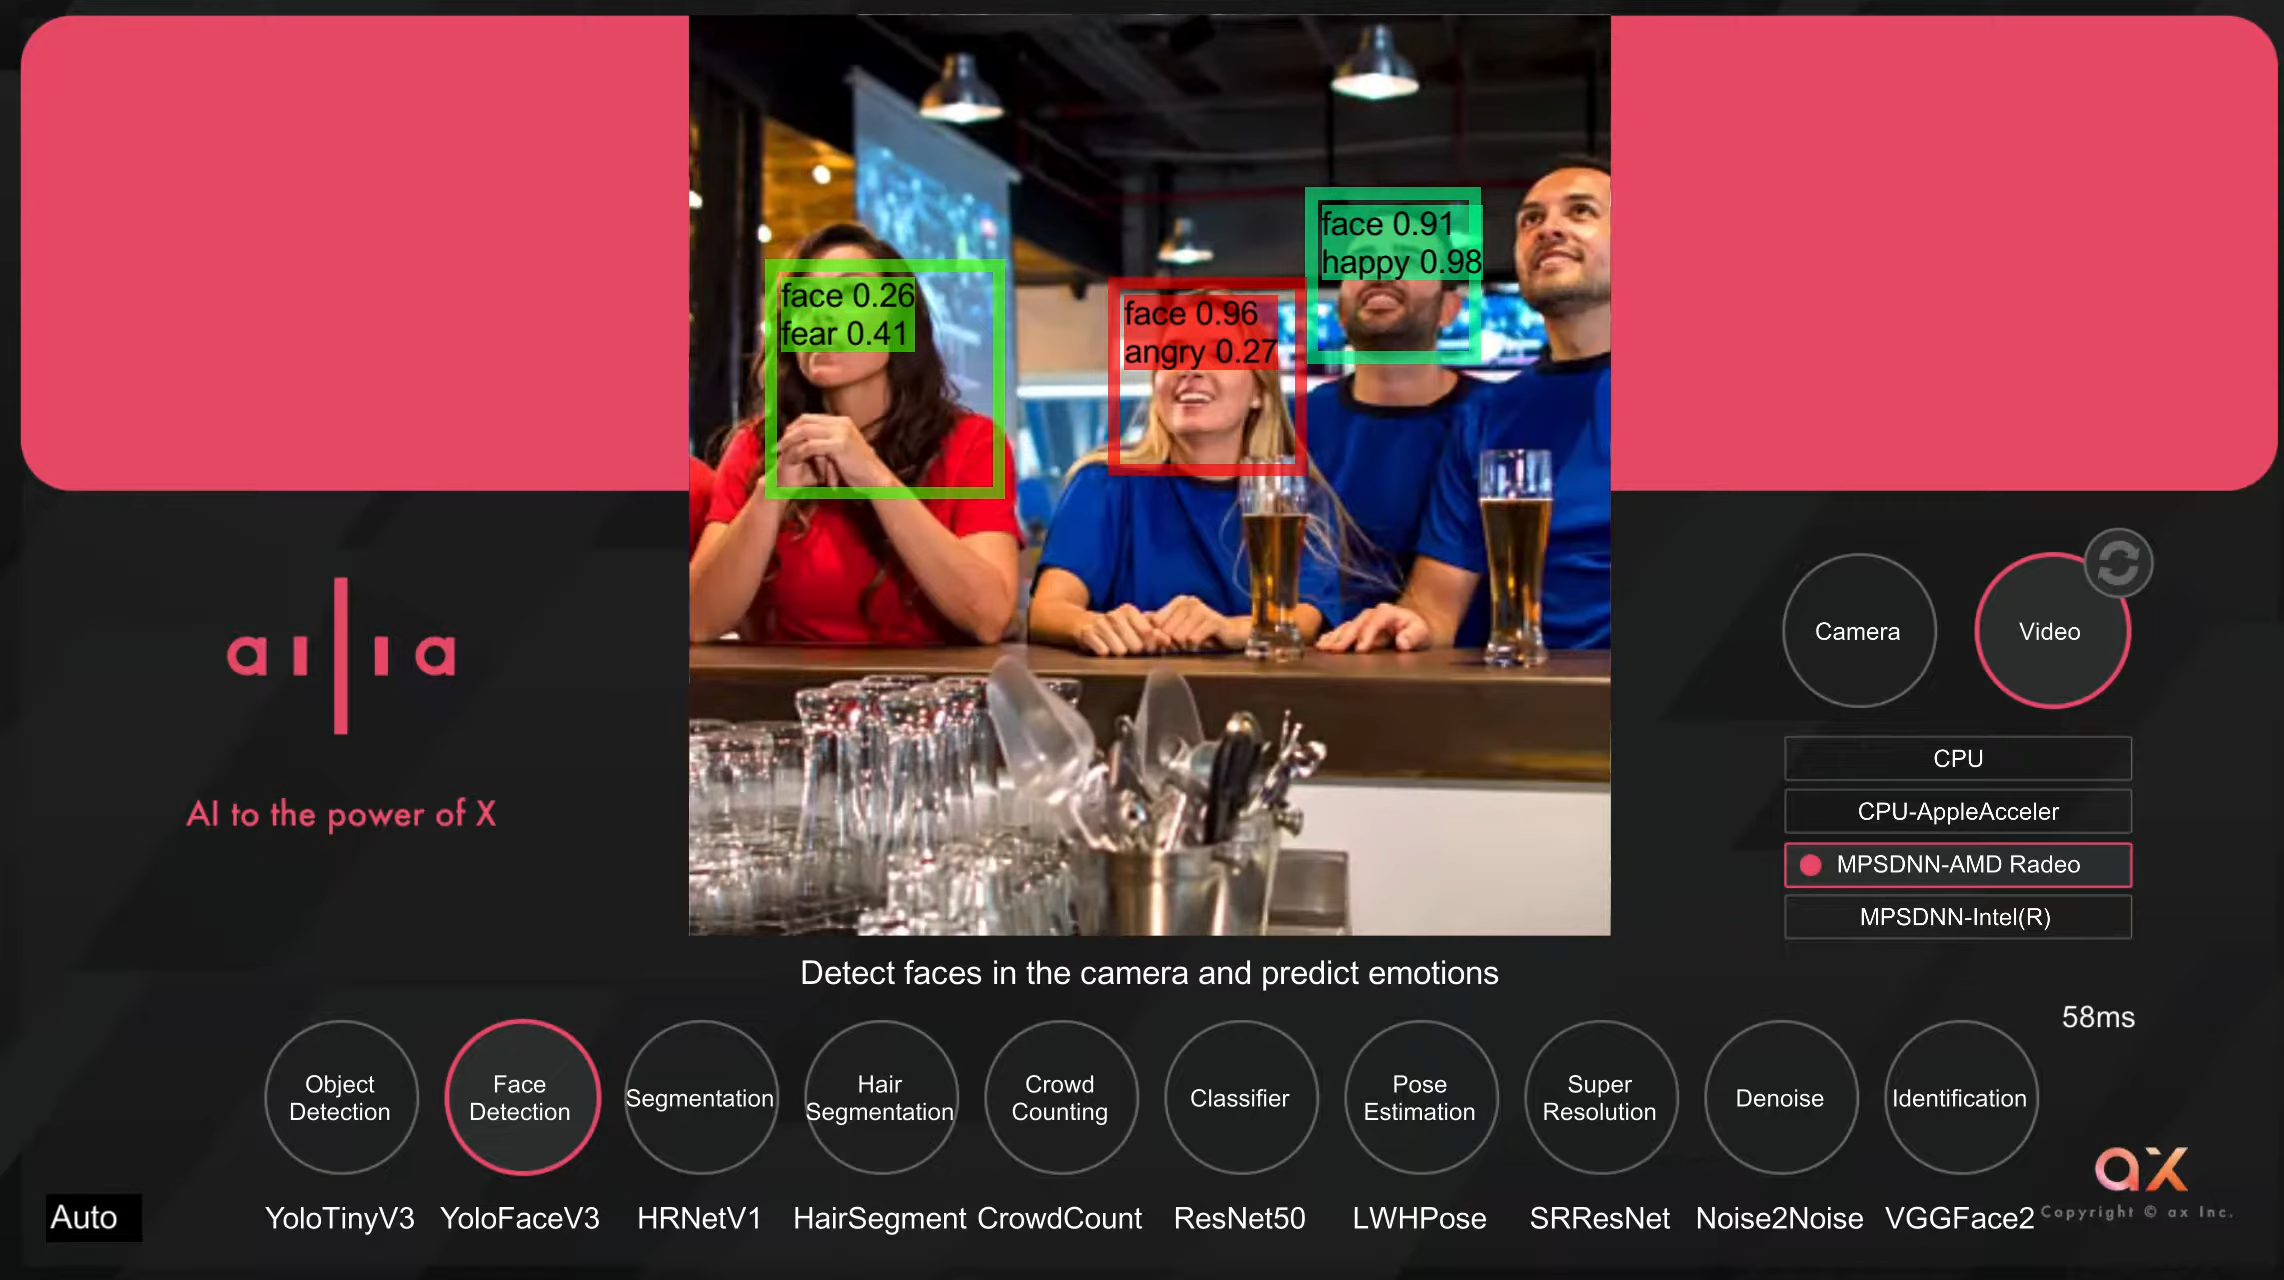 face 0.26
fear 0.41
face 0.96
angry 0.27
face 0.91
happy 0.98
ailia
AI to the power of X
Camera
Video
CPU
CPU-AppleAcceler
MPSDNN-AMD Radeo
MPSDNN-Intel(R)
Detect faces in the camera and predict emotions
58ms
Object
Detection
Face
Detection
Segmentation
Hair
Segmentation
Crowd
Counting
Classifier
Pose
Estimation
Super
Resolution
Denoise
Identification
Auto
YoloTinyV3
YoloFaceV3
HRNetV1
HairSegment
CrowdCount
ResNet50
LWHPose
SRResNet
Noise2Noise
VGGFace2
ax
Copyright © ax Inc.